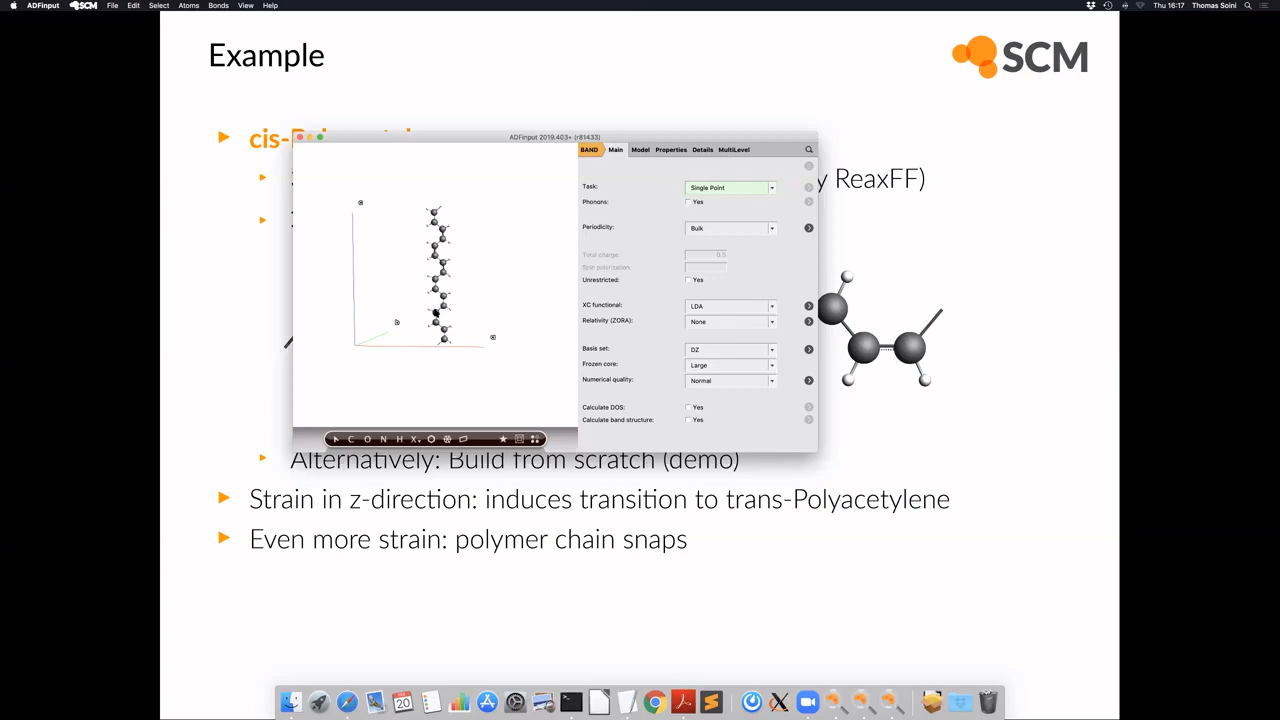 ADFinput SCM File Edit Select Atoms Bonds View Help
Thu 16:17 Thomas Soini
Example
SCM
ADFinput 2019.403+ (r81433)
BAND Main Model Properties Details MultiLevel
Task: Single Point
Phonons: Yes
Periodicity: Bulk
Total charge: 0.0
Spin polarization:
Unrestricted: Yes
XC functional: LDA
Relativity (ZORA): None
Basis set: DZ
Frozen core: Large
Numerical quality: Normal
Calculate DOS: Yes
Calculate band structure: Yes
C O N H X
cis-
y ReaxFF)
Alternatively: Build from scratch (demo)
Strain in z-direction: induces transition to trans-Polyacetylene
Even more strain: polymer chain snaps
20